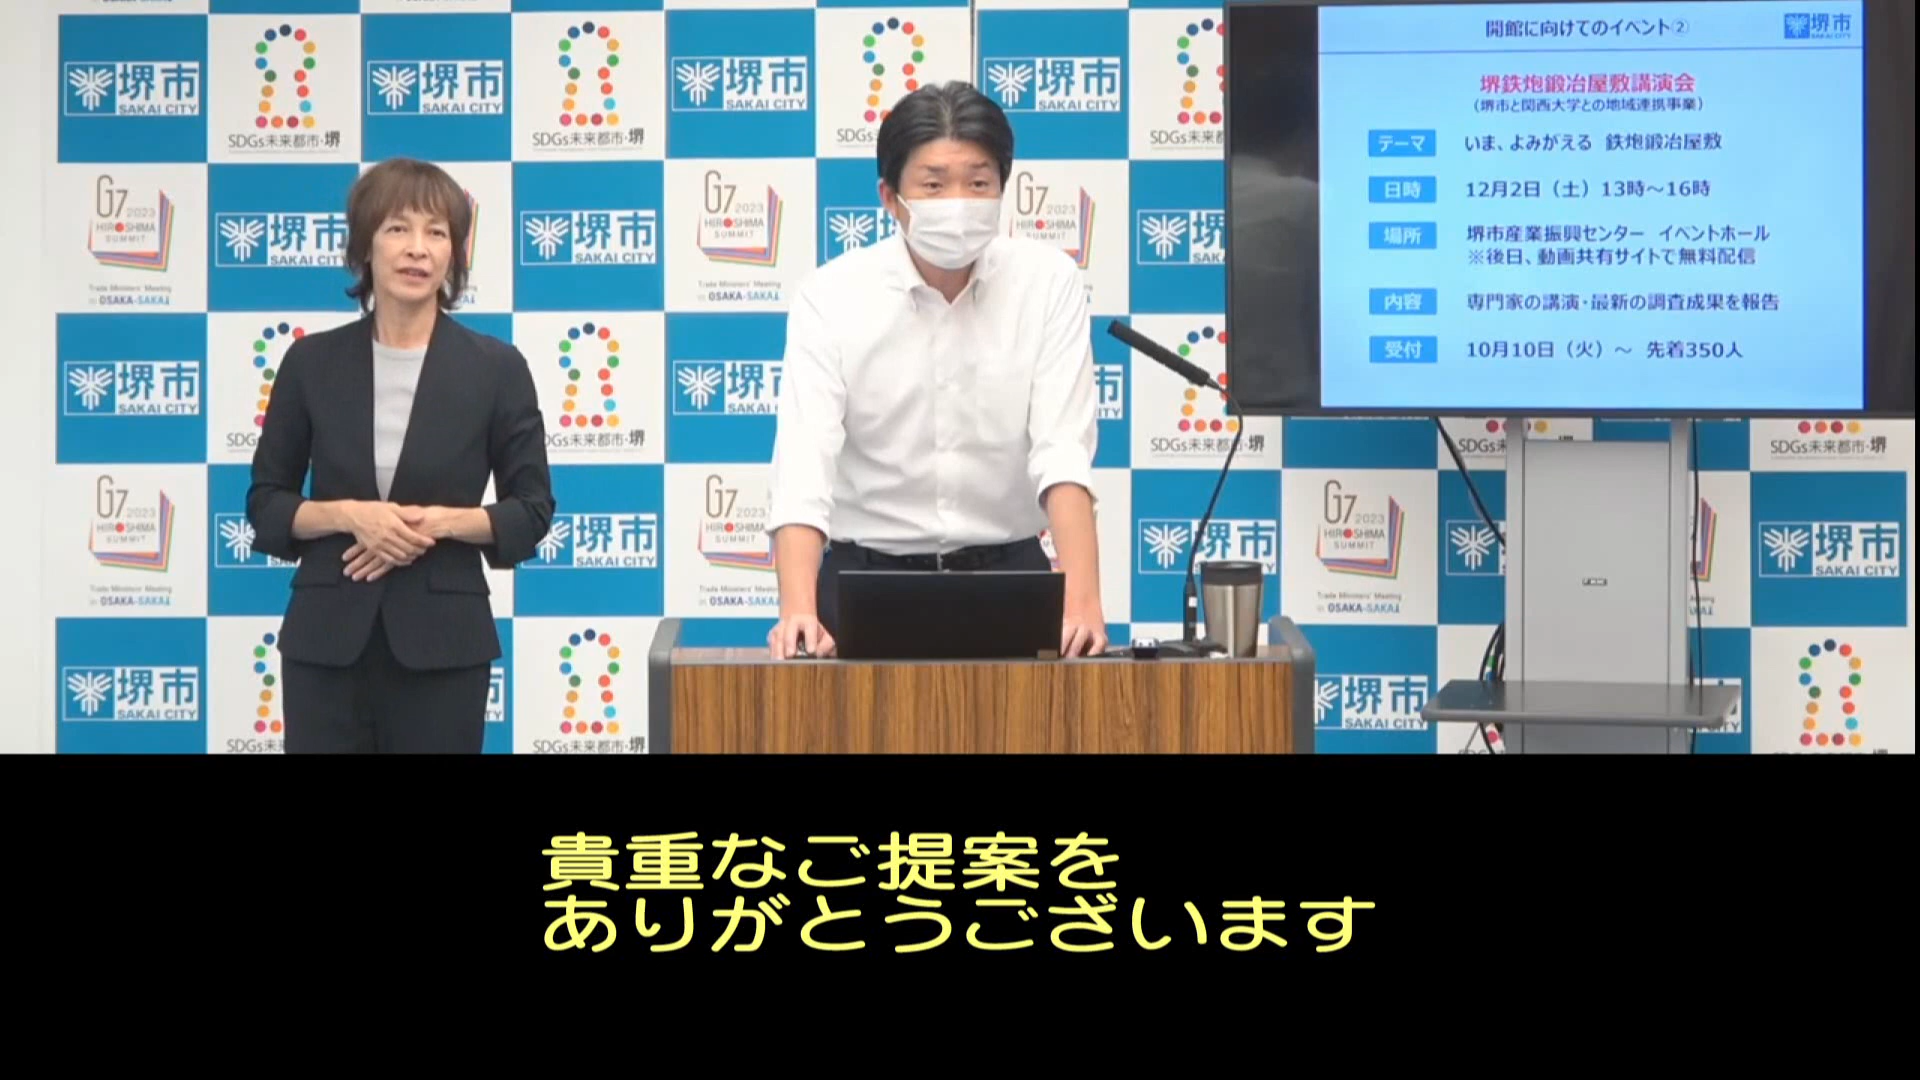 開館に向けてのイベント②
堺市
SAKAI CITY
堺鉄炮鍛冶屋敷講演会
（堺市と関西大学との地域連携事業）
テーマ いま、よみがえる 鉄炮鍛冶屋敷
日時 12月2日（土）13時～16時
場所 堺市産業振興センター イベントホール
※後日、動画共有サイトで無料配信
内容 専門家の講演・最新の調査成果を報告
受付 10月10日（火）～ 先着350人
堺市
SAKAI CITY
SDGs未来都市・堺
G7 2023
HIROSHIMA
SUMMIT
Trade Ministers' Meeting
in OSAKA-SAKAI
貴重なご提案を
ありがとうございます